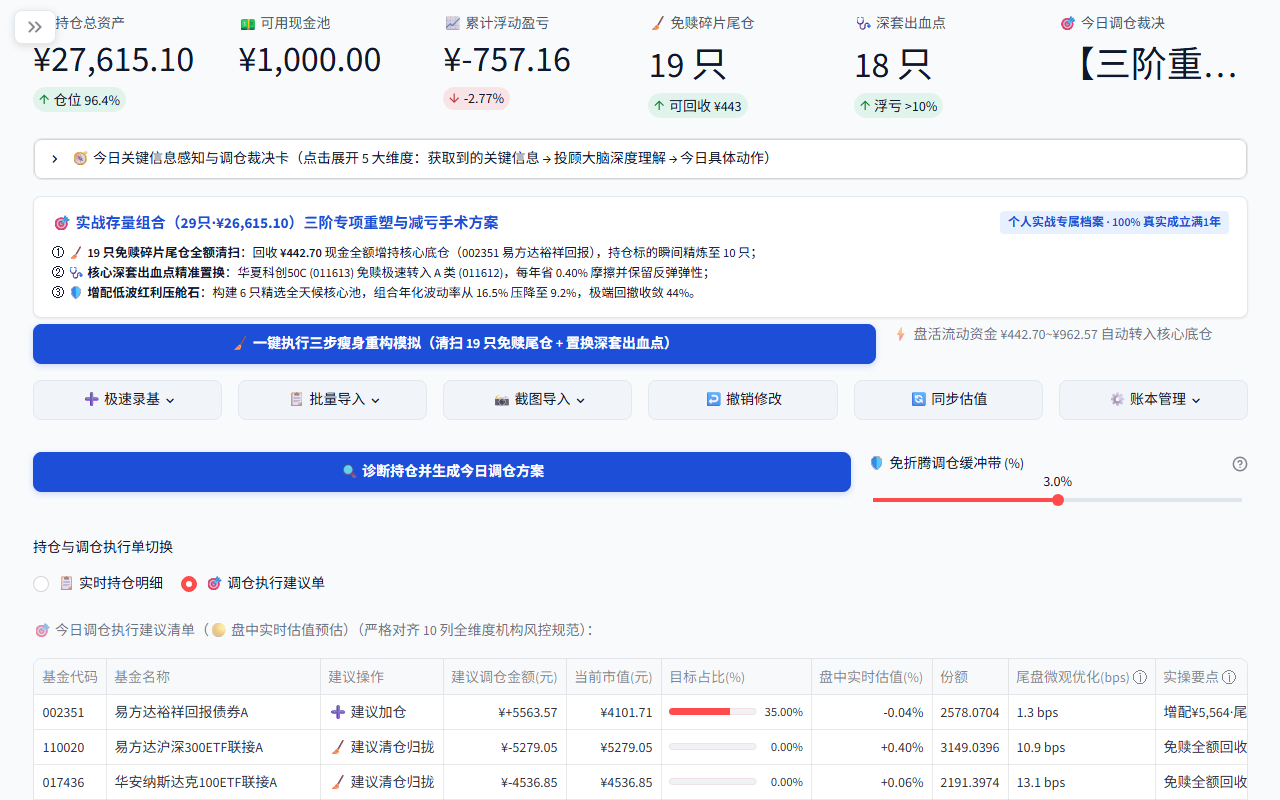 持仓总资产
¥27,615.10
仓位 96.4%
可用现金池
¥1,000.00
累计浮动盈亏
¥-757.16
-2.77%
免赎碎片尾仓
19 只
可回收 ¥443
深套出血点
18 只
浮亏 >10%
今日调仓裁决
【三阶重…
今日关键信息感知与调仓裁决卡（点击展开 5 大维度：获取到的关键信息 → 投顾大脑深度理解 → 今日具体动作）
实战存量组合（29只·¥26,615.10）三阶专项重塑与减亏手术方案
个人实战专属档案 · 100% 真实成立满1年
① 19 只免赎碎片尾仓全额清扫：回收 ¥442.70 现金全额增持核心底仓（002351 易方达裕祥回报），持仓标的瞬间精炼至 10 只；
② 核心深套出血点精准置换：华夏科创50C (011613) 免赎极速转入 A 类 (011612)，每年省 0.40% 摩擦并保留反弹弹性；
③ 增配低波红利压舱石：构建 6 只精选全天候核心池，组合年化波动率从 16.5% 压降至 9.2%，极端回撤收敛 44%。
一键执行三步瘦身重构模拟（清扫 19 只免赎尾仓 + 置换深套出血点）
盘活流动资金 ¥442.70~¥962.57 自动转入核心底仓
极速录基
批量导入
截图导入
撤销修改
同步估值
账本管理
诊断持仓并生成今日调仓方案
免折腾调仓缓冲带 (%)
3.0%
持仓与调仓执行单切换
实时持仓明细
调仓执行建议单
今日调仓执行建议清单（ 盘中实时估值预估）（严格对齐 10 列全维度机构风控规范）：
基金代码 基金名称 建议操作 建议调仓金额(元) 当前市值(元) 目标占比(%) 盘中实时估值(%) 份额 尾盘微观优化(bps) 实操要点
002351 易方达裕祥回报债券A 建议加仓 ¥+5563.57 ¥4101.71 35.00% -0.04% 2578.0704 1.3 bps 增配¥5,564·尾
110020 易方达沪深300ETF联接A 建议清仓归拢 ¥-5279.05 ¥5279.05 0.00% +0.40% 3149.0396 10.9 bps 免赎全额回收
017436 华安纳斯达克100ETF联接A 建议清仓归拢 ¥-4536.85 ¥4536.85 0.00% +0.06% 2191.3974 13.1 bps 免赎全额回收